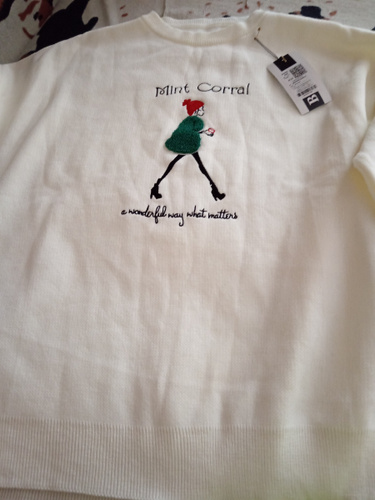 Mint Corral
a wonderful way what matters
B